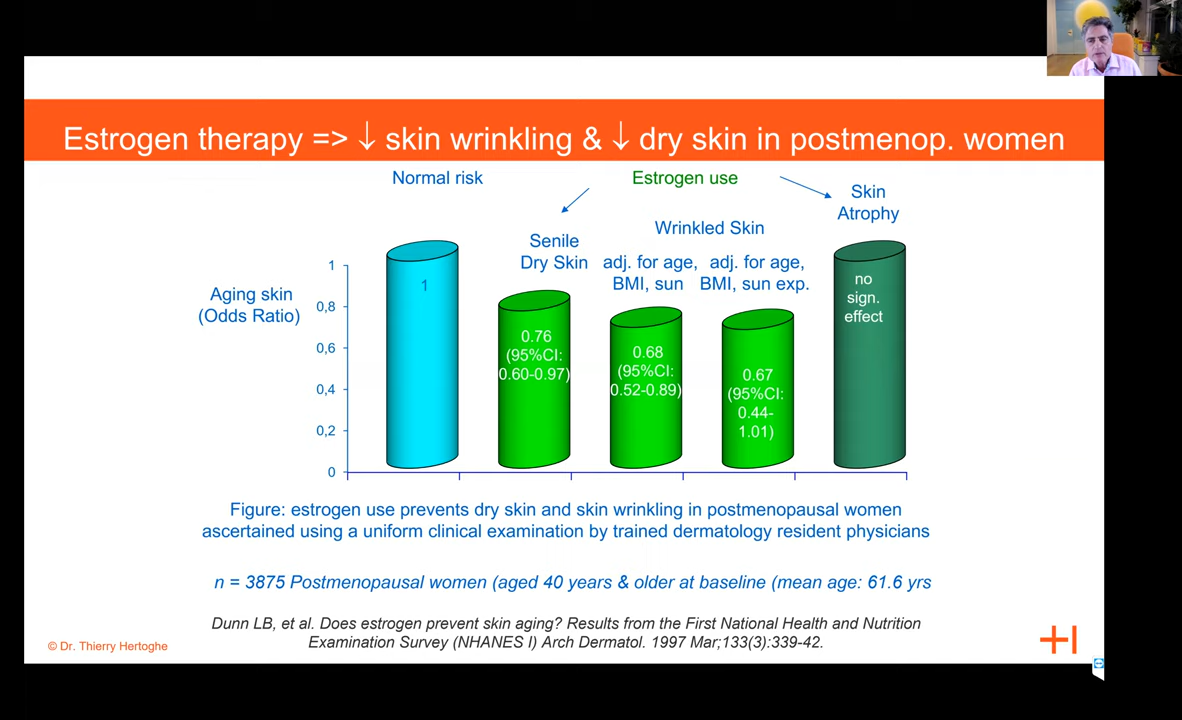 Estrogen therapy => ↓ skin wrinkling & ↓ dry skin in postmenop. women
Normal risk
Estrogen use
Skin
Atrophy
Wrinkled Skin
Senile
Dry Skin
adj. for age,
BMI, sun
adj. for age,
BMI, sun exp.
Aging skin
(Odds Ratio)
1
0,8
0,6
0,4
0,2
0
1
0.76
(95%CI:
0.60-0.97)
0.68
(95%CI:
0.52-0.89)
0.67
(95%CI:
0.44-
1.01)
no
sign.
effect
Figure: estrogen use prevents dry skin and skin wrinkling in postmenopausal women
ascertained using a uniform clinical examination by trained dermatology resident physicians
n = 3875 Postmenopausal women (aged 40 years & older at baseline (mean age: 61.6 yrs
Dunn LB, et al. Does estrogen prevent skin aging? Results from the First National Health and Nutrition
Examination Survey (NHANES I) Arch Dermatol. 1997 Mar;133(3):339-42.
© Dr. Thierry Hertoghe